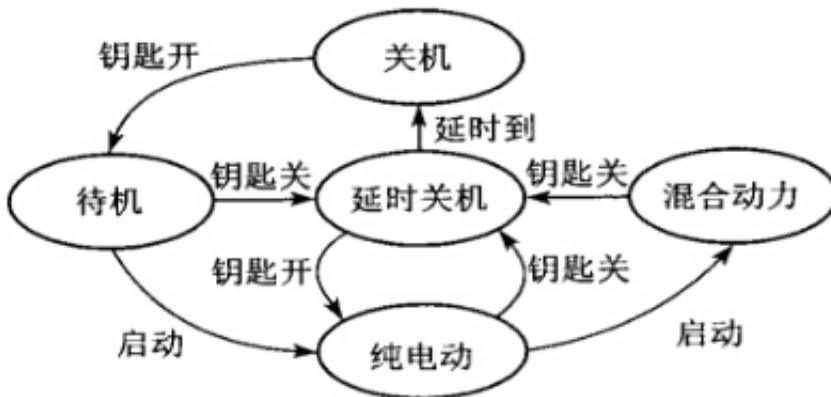 钥匙开
关机
延时到
待机
钥匙关
延时关机
钥匙关
混合动力
钥匙开
钥匙关
启动
纯电动
启动